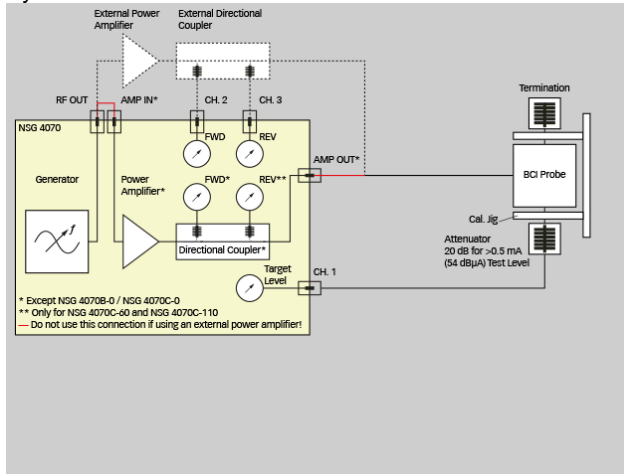 External Power
Amplifier
External Directional
Coupler
RF OUT
AMP IN*
CH. 2
CH. 3
Termination
NSG 4070
FWD
REV
AMP OUT*
Generator
Power
Amplifier*
FWD*
REV**
BCI Probe
Directional Coupler*
Cal. Jig
Attenuator
20 dB for >0.5 mA
(54 dBµA) Test Level
Target
Level
CH. 1
* Except NSG 4070B-0 / NSG 4070C-0
** Only for NSG 4070C-60 and NSG 4070C-110
— Do not use this connection if using an external power amplifier!